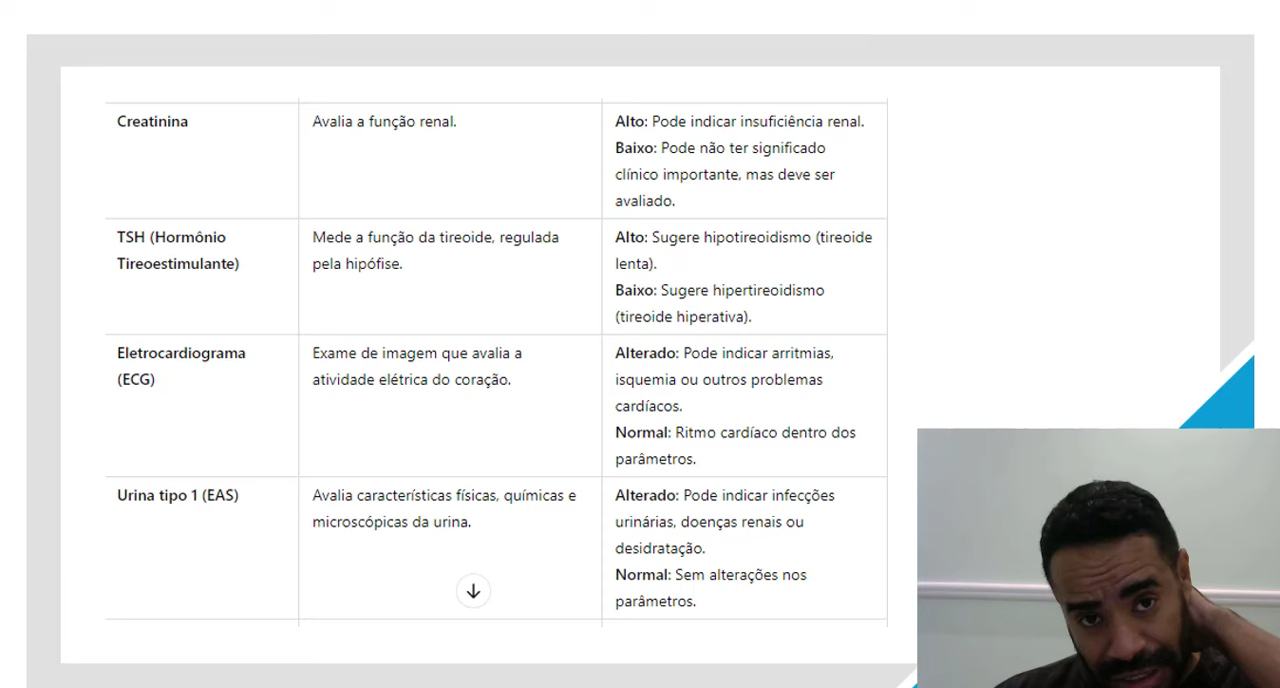 Creatinina
Avalia a função renal.
Alto: Pode indicar insuficiência renal.
Baixo: Pode não ter significado
clínico importante, mas deve ser
avaliado.
TSH (Hormônio
Tireoestimulante)
Mede a função da tireoide, regulada
pela hipófise.
Alto: Sugere hipotireoidismo (tireoide
lenta).
Baixo: Sugere hipertireoidismo
(tireoide hiperativa).
Eletrocardiograma
(ECG)
Exame de imagem que avalia a
atividade elétrica do coração.
Alterado: Pode indicar arritmias,
isquemia ou outros problemas
cardíacos.
Normal: Ritmo cardíaco dentro dos
parâmetros.
Urina tipo 1 (EAS)
Avalia características físicas, químicas e
microscópicas da urina.
Alterado: Pode indicar infecções
urinárias, doenças renais ou
desidratação.
Normal: Sem alterações nos
parâmetros.